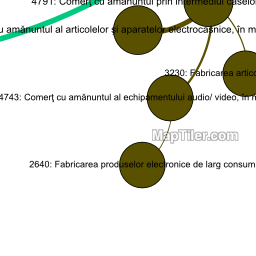 4791: Comerţ cu amănuntul prin intermediul caselor
cu amănuntul al articolelor şi aparatelor electrocasnice, în m
3230: Fabricarea artico
4743: Comerţ cu amănuntul al echipamentului audio/ video, în m
MapTiler.com
2640: Fabricarea produselor electronice de larg consum